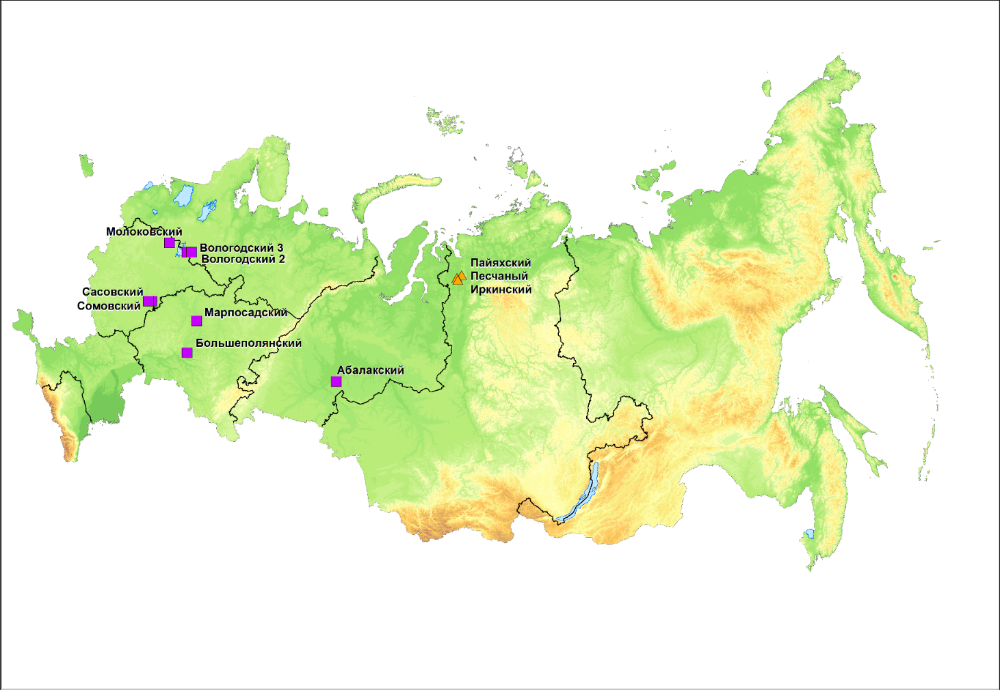 Молоковский
Вологодский 3
Вологодский 2
Пайяхский
Песчаный
Иркинский
Сасовский
Сомовский
Марпосадский
Большеполянский
Абалакский